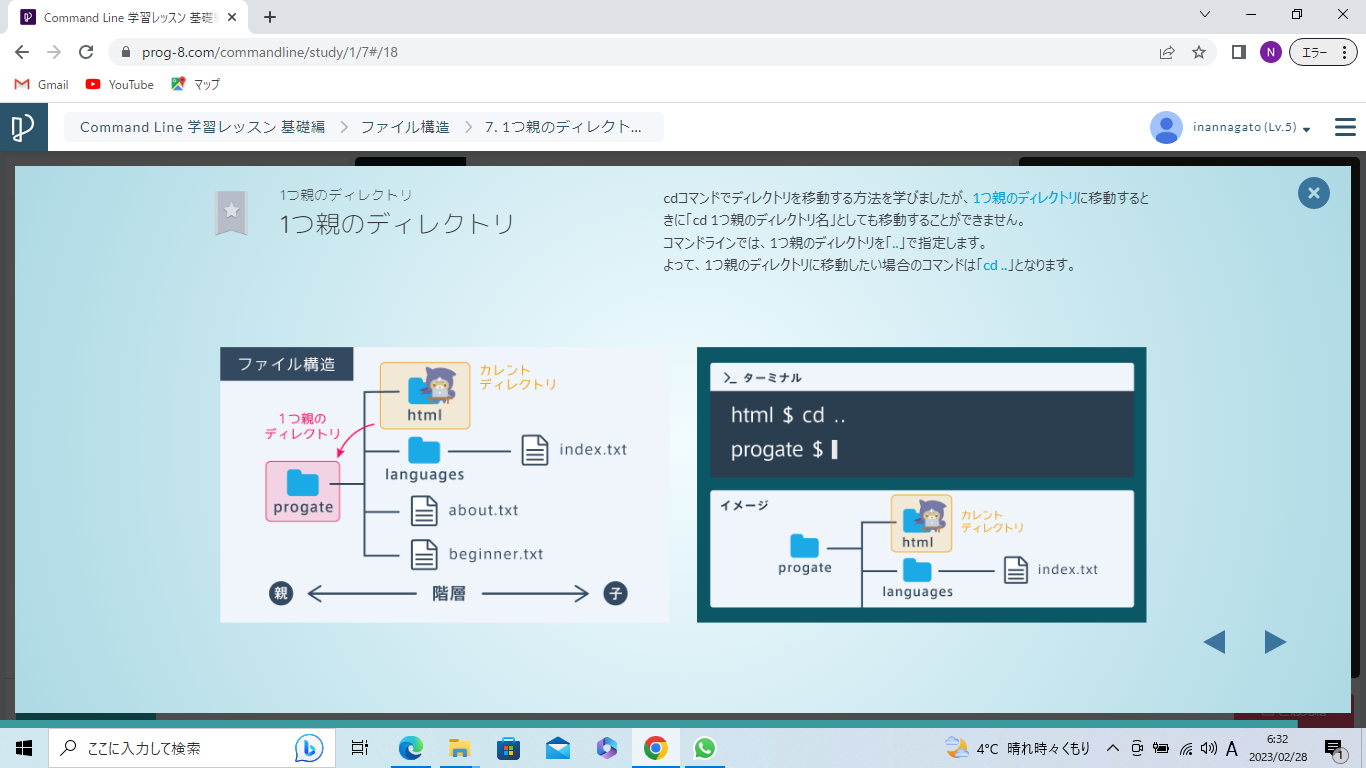 Command Line 学習レッスン 基礎
prog-8.com/commandline/study/1/7#/18
N
エラー
Gmail
YouTube
マップ
Command Line 学習レッスン 基礎編
ファイル構造
7. 1つ親のディレクト...
inannagato (Lv.5)
1つ親のディレクトリ
1つ親のディレクトリ
cdコマンドでディレクトリを移動する方法を学びましたが、1つ親のディレクトリに移動すると
きに「cd 1つ親のディレクトリ名」としても移動することができません。
コマンドラインでは、1つ親のディレクトリを「..」で指定します。
よって、1つ親のディレクトリに移動したい場合のコマンドは「cd ..」となります。
ファイル構造
カレント
ディレクトリ
html
1つ親の
ディレクトリ
index.txt
languages
progate
about.txt
beginner.txt
親
階層
子
>_ ターミナル
html $ cd ..
progate $
イメージ
カレント
ディレクトリ
html
progate
index.txt
languages
ここに入力して検索
4°C 晴れ時々くもり
A
6:32
2023/02/28
1